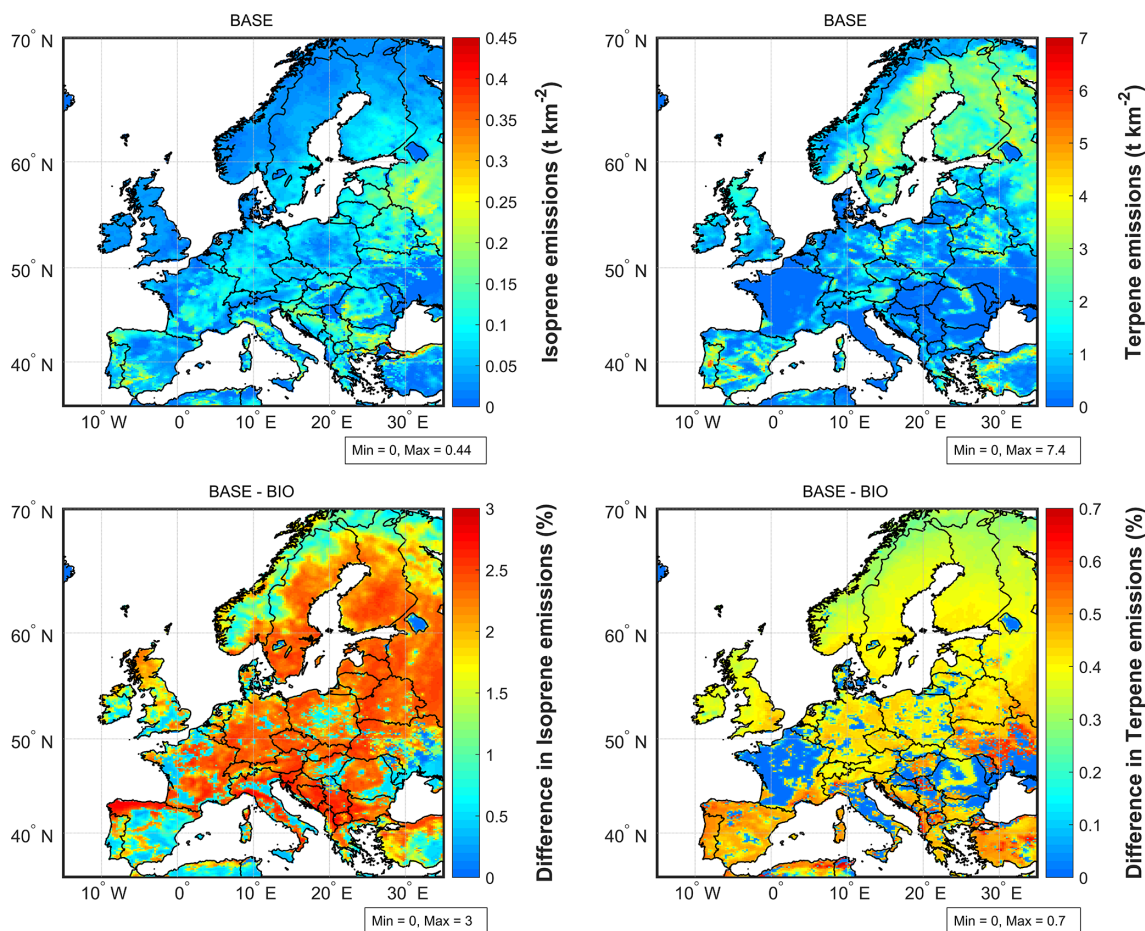 BASE
70° N
60° N
50° N
40° N
10° W
0°
10° E
20° E
30° E
0.45
0.4
0.35
0.3
0.25
0.2
0.15
0.1
0.05
0
Isoprene emissions (t km-2)
Min = 0, Max = 0.44
BASE
70° N
60° N
50° N
40° N
10° W
0°
10° E
20° E
30° E
7
6
5
4
3
2
1
0
Terpene emissions (t km-2)
Min = 0, Max = 7.4
BASE - BIO
70° N
60° N
50° N
40° N
10° W
0°
10° E
20° E
30° E
3
2.5
2
1.5
1
0.5
0
Difference in Isoprene emissions (%)
Min = 0, Max = 3
BASE - BIO
70° N
60° N
50° N
40° N
10° W
0°
10° E
20° E
30° E
0.7
0.6
0.5
0.4
0.3
0.2
0.1
0
Difference in Terpene emissions (%)
Min = 0, Max = 0.7